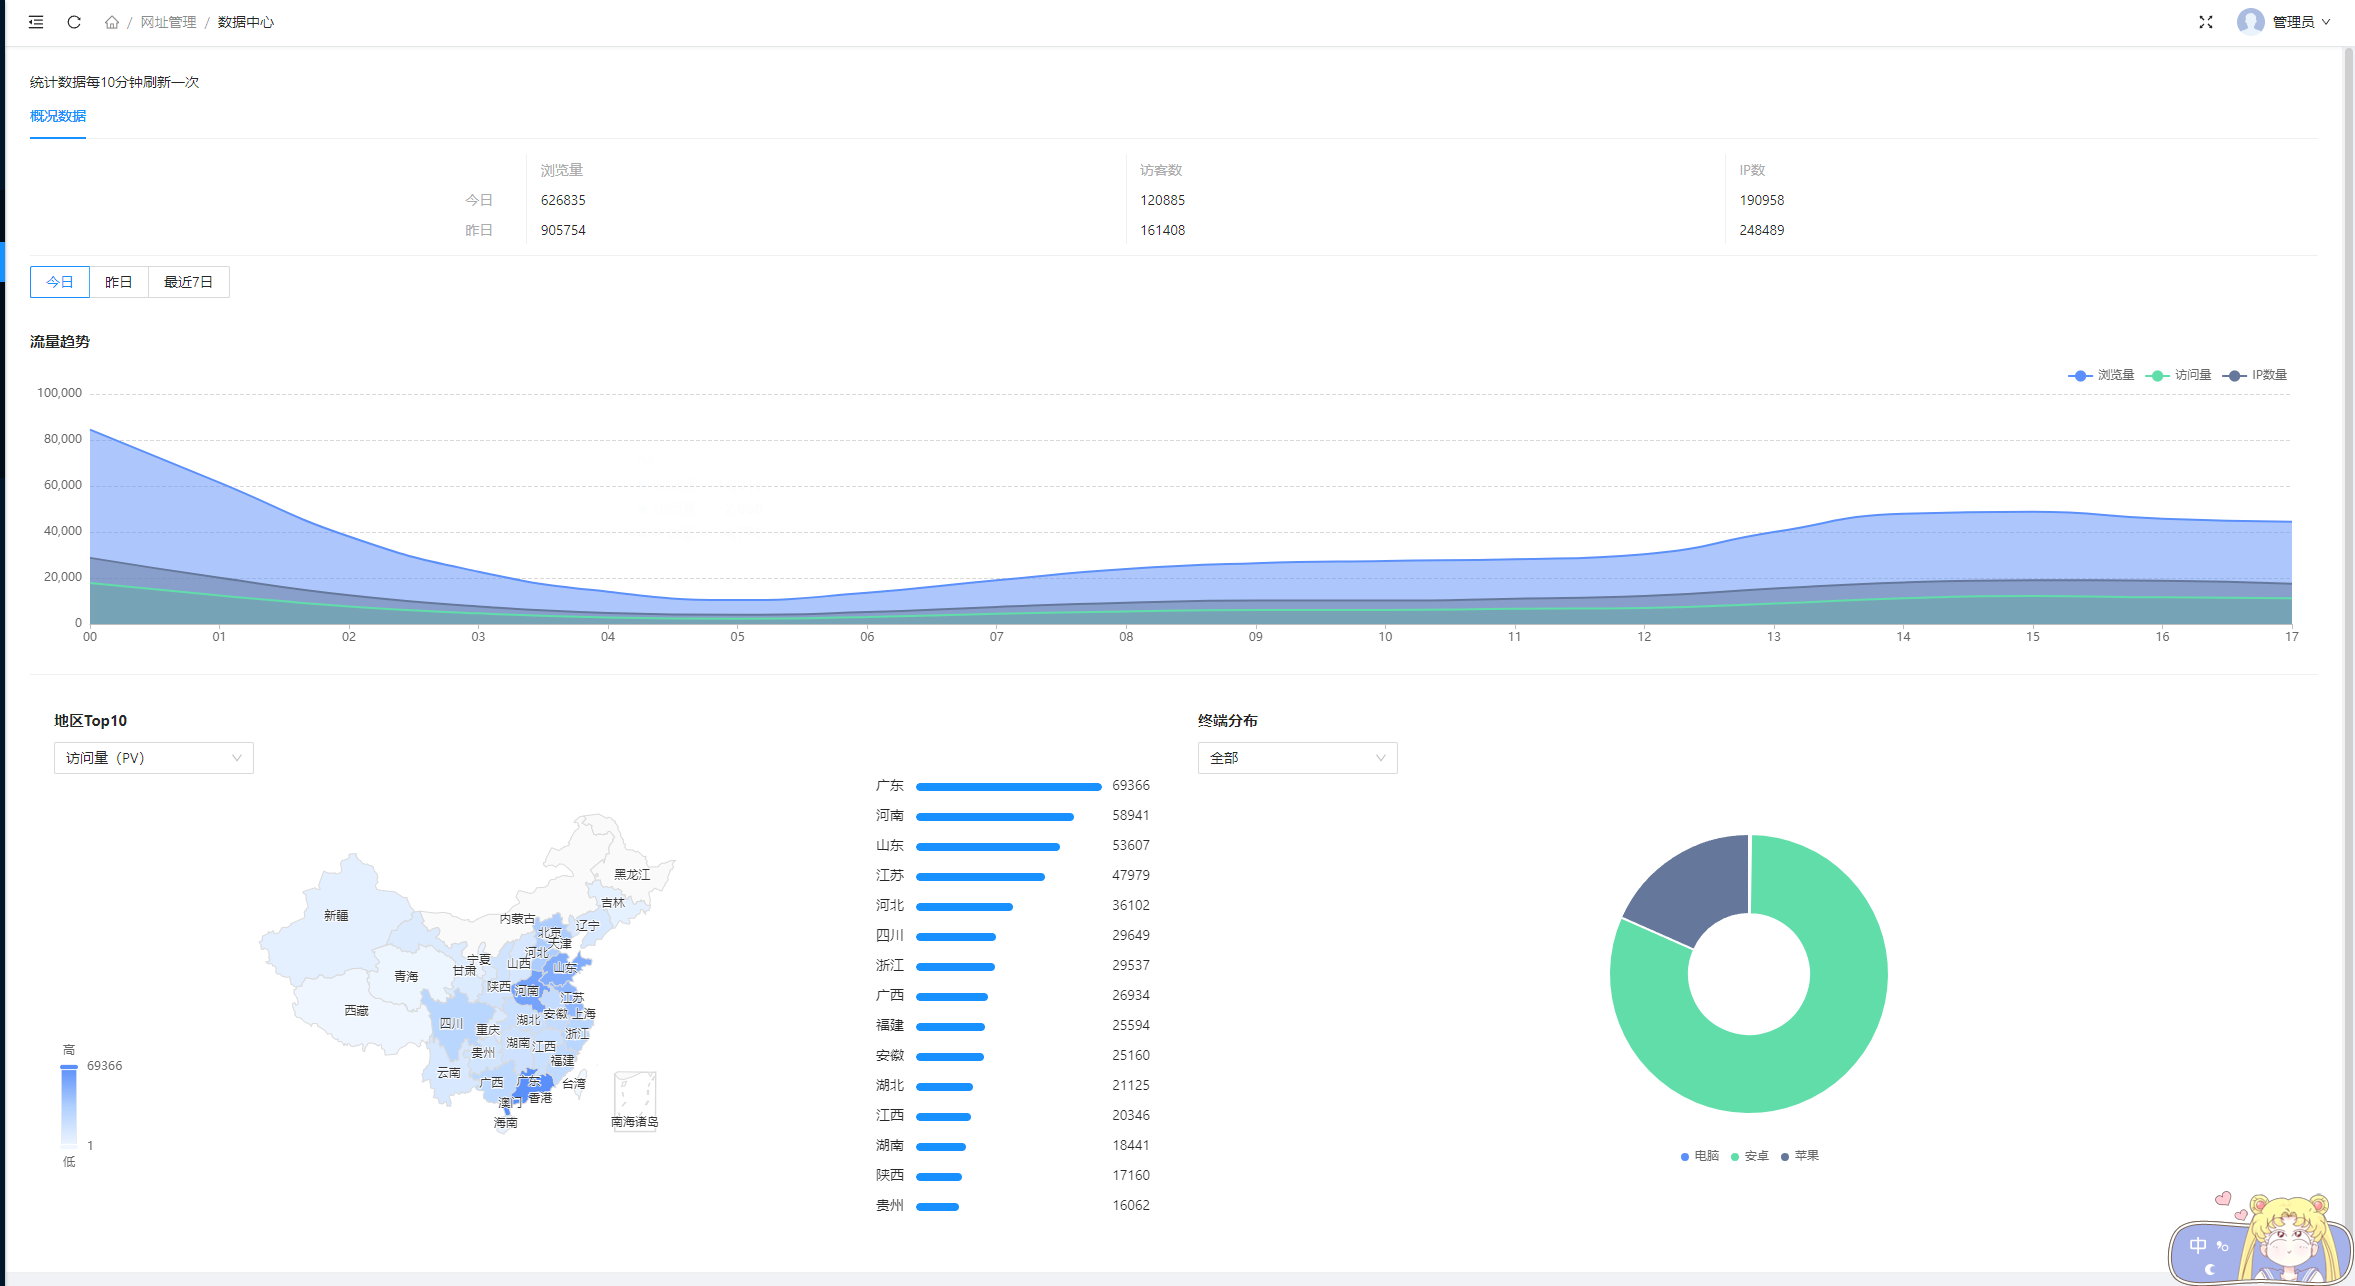 / 网址管理 / 数据中心
管理员
统计数据每10分钟刷新一次
概况数据
浏览量 访客数 IP数
今日 626835 120885 190958
昨日 905754 161408 248489
今日 昨日 最近7日
流量趋势
浏览量 访问量 IP数量
100,000
80,000
60,000
40,000
20,000
0
00 01 02 03 04 05 06 07 08 09 10 11 12 13 14 15 16 17
地区Top10
访问量（PV）
黑龙江
吉林
新疆
内蒙古
辽宁
北京
天津
河北
宁夏
山西
山东
甘肃
青海
陕西
河南
江苏
西藏
安徽
上海
湖北
四川
重庆
浙江
湖南
江西
贵州
福建
云南
广西
广东
台湾
香港
澳门
海南
南海诸岛
高
69366
1
低
广东 69366
河南 58941
山东 53607
江苏 47979
河北 36102
四川 29649
浙江 29537
广西 26934
福建 25594
安徽 25160
湖北 21125
江西 20346
湖南 18441
陕西 17160
贵州 16062
终端分布
全部
电脑 安卓 苹果
中